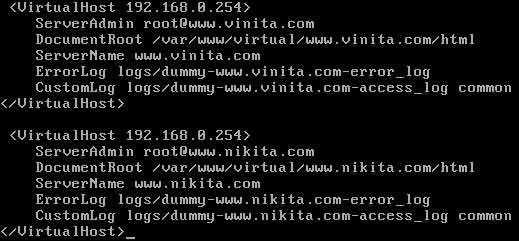 <VirtualHost 192.168.0.254>
ServerAdmin root@www.vinita.com
DocumentRoot /var/www/virtual/www.vinita.com/html
ServerName www.vinita.com
ErrorLog logs/dummy-www.vinita.com-error_log
CustomLog logs/dummy-www.vinita.com-access_log common
</VirtualHost>
<VirtualHost 192.168.0.254>
ServerAdmin root@www.nikita.com
DocumentRoot /var/www/virtual/www.nikita.com/html
ServerName www.nikita.com
ErrorLog logs/dummy-www.nikita.com-error_log
CustomLog logs/dummy-www.nikita.com-access_log common
</VirtualHost>